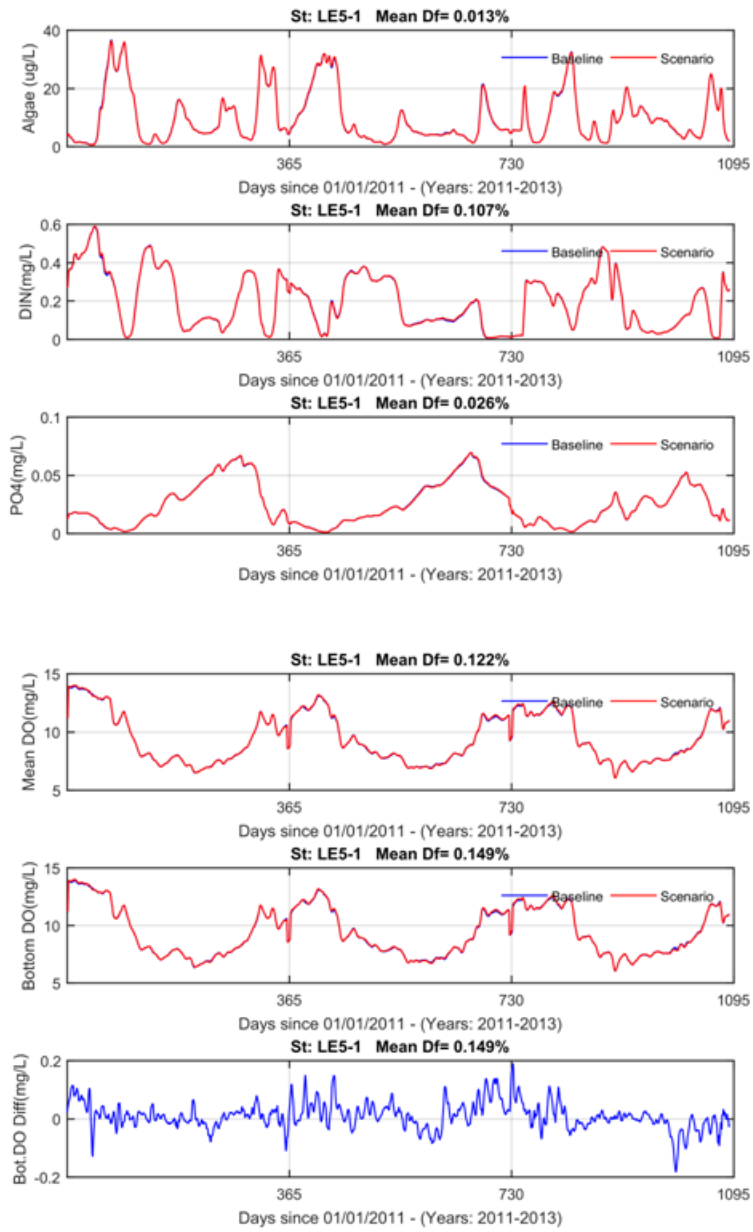 St: LE5-1 Mean Df= 0.013%
40
20
0
Algae (ug/L)
Baseline Scenario
365 730 1095
Days since 01/01/2011 - (Years: 2011-2013)
St: LE5-1 Mean Df= 0.107%
0.6
0.4
0.2
0
DIN(mg/L)
Baseline Scenario
365 730 1095
Days since 01/01/2011 - (Years: 2011-2013)
St: LE5-1 Mean Df= 0.026%
0.1
0.05
0
PO4(mg/L)
Baseline Scenario
365 730 1095
Days since 01/01/2011 - (Years: 2011-2013)
St: LE5-1 Mean Df= 0.122%
15
10
5
Mean DO(mg/L)
Baseline Scenario
365 730 1095
Days since 01/01/2011 - (Years: 2011-2013)
St: LE5-1 Mean Df= 0.149%
15
10
5
Bottom DO(mg/L)
Baseline Scenario
365 730 1095
Days since 01/01/2011 - (Years: 2011-2013)
St: LE5-1 Mean Df= 0.149%
0.2
0
-0.2
Bot.DO Diff(mg/L)
365 730 1095
Days since 01/01/2011 - (Years: 2011-2013)